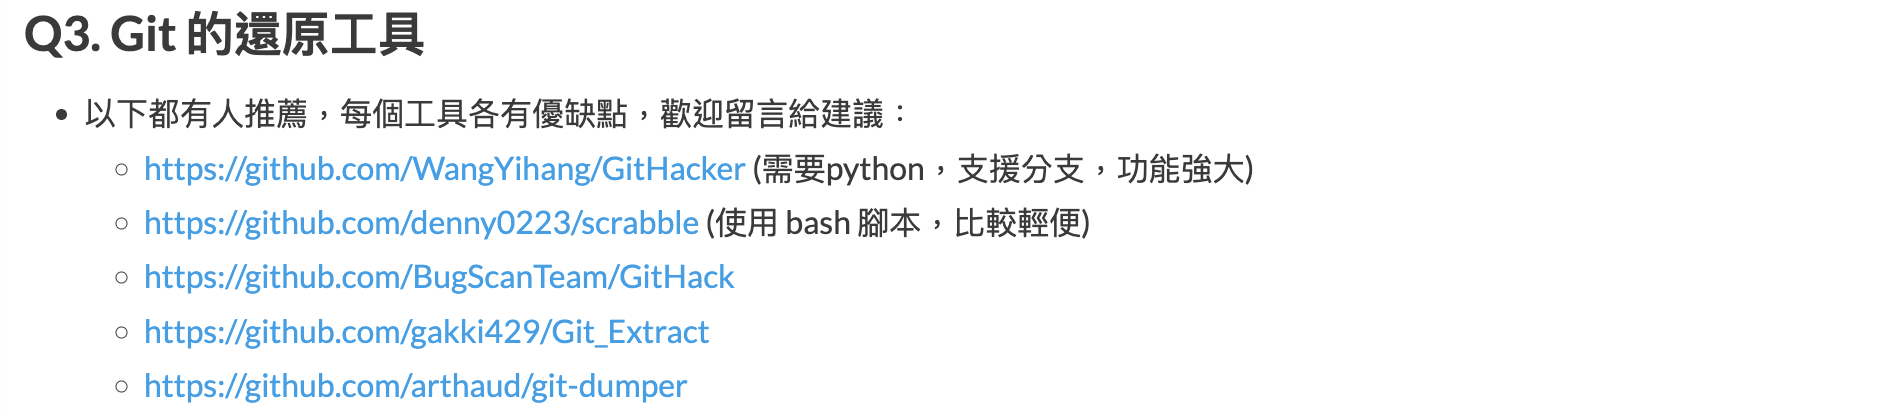 Q3. Git 的還原工具
以下都有人推薦，每個工具各有優缺點，歡迎留言給建議：
https://github.com/WangYihang/GitHacker (需要python，支援分支，功能強大)
https://github.com/denny0223/scrabble (使用 bash 腳本，比較輕便)
https://github.com/BugScanTeam/GitHack
https://github.com/gakki429/Git_Extract
https://github.com/arthaud/git-dumper